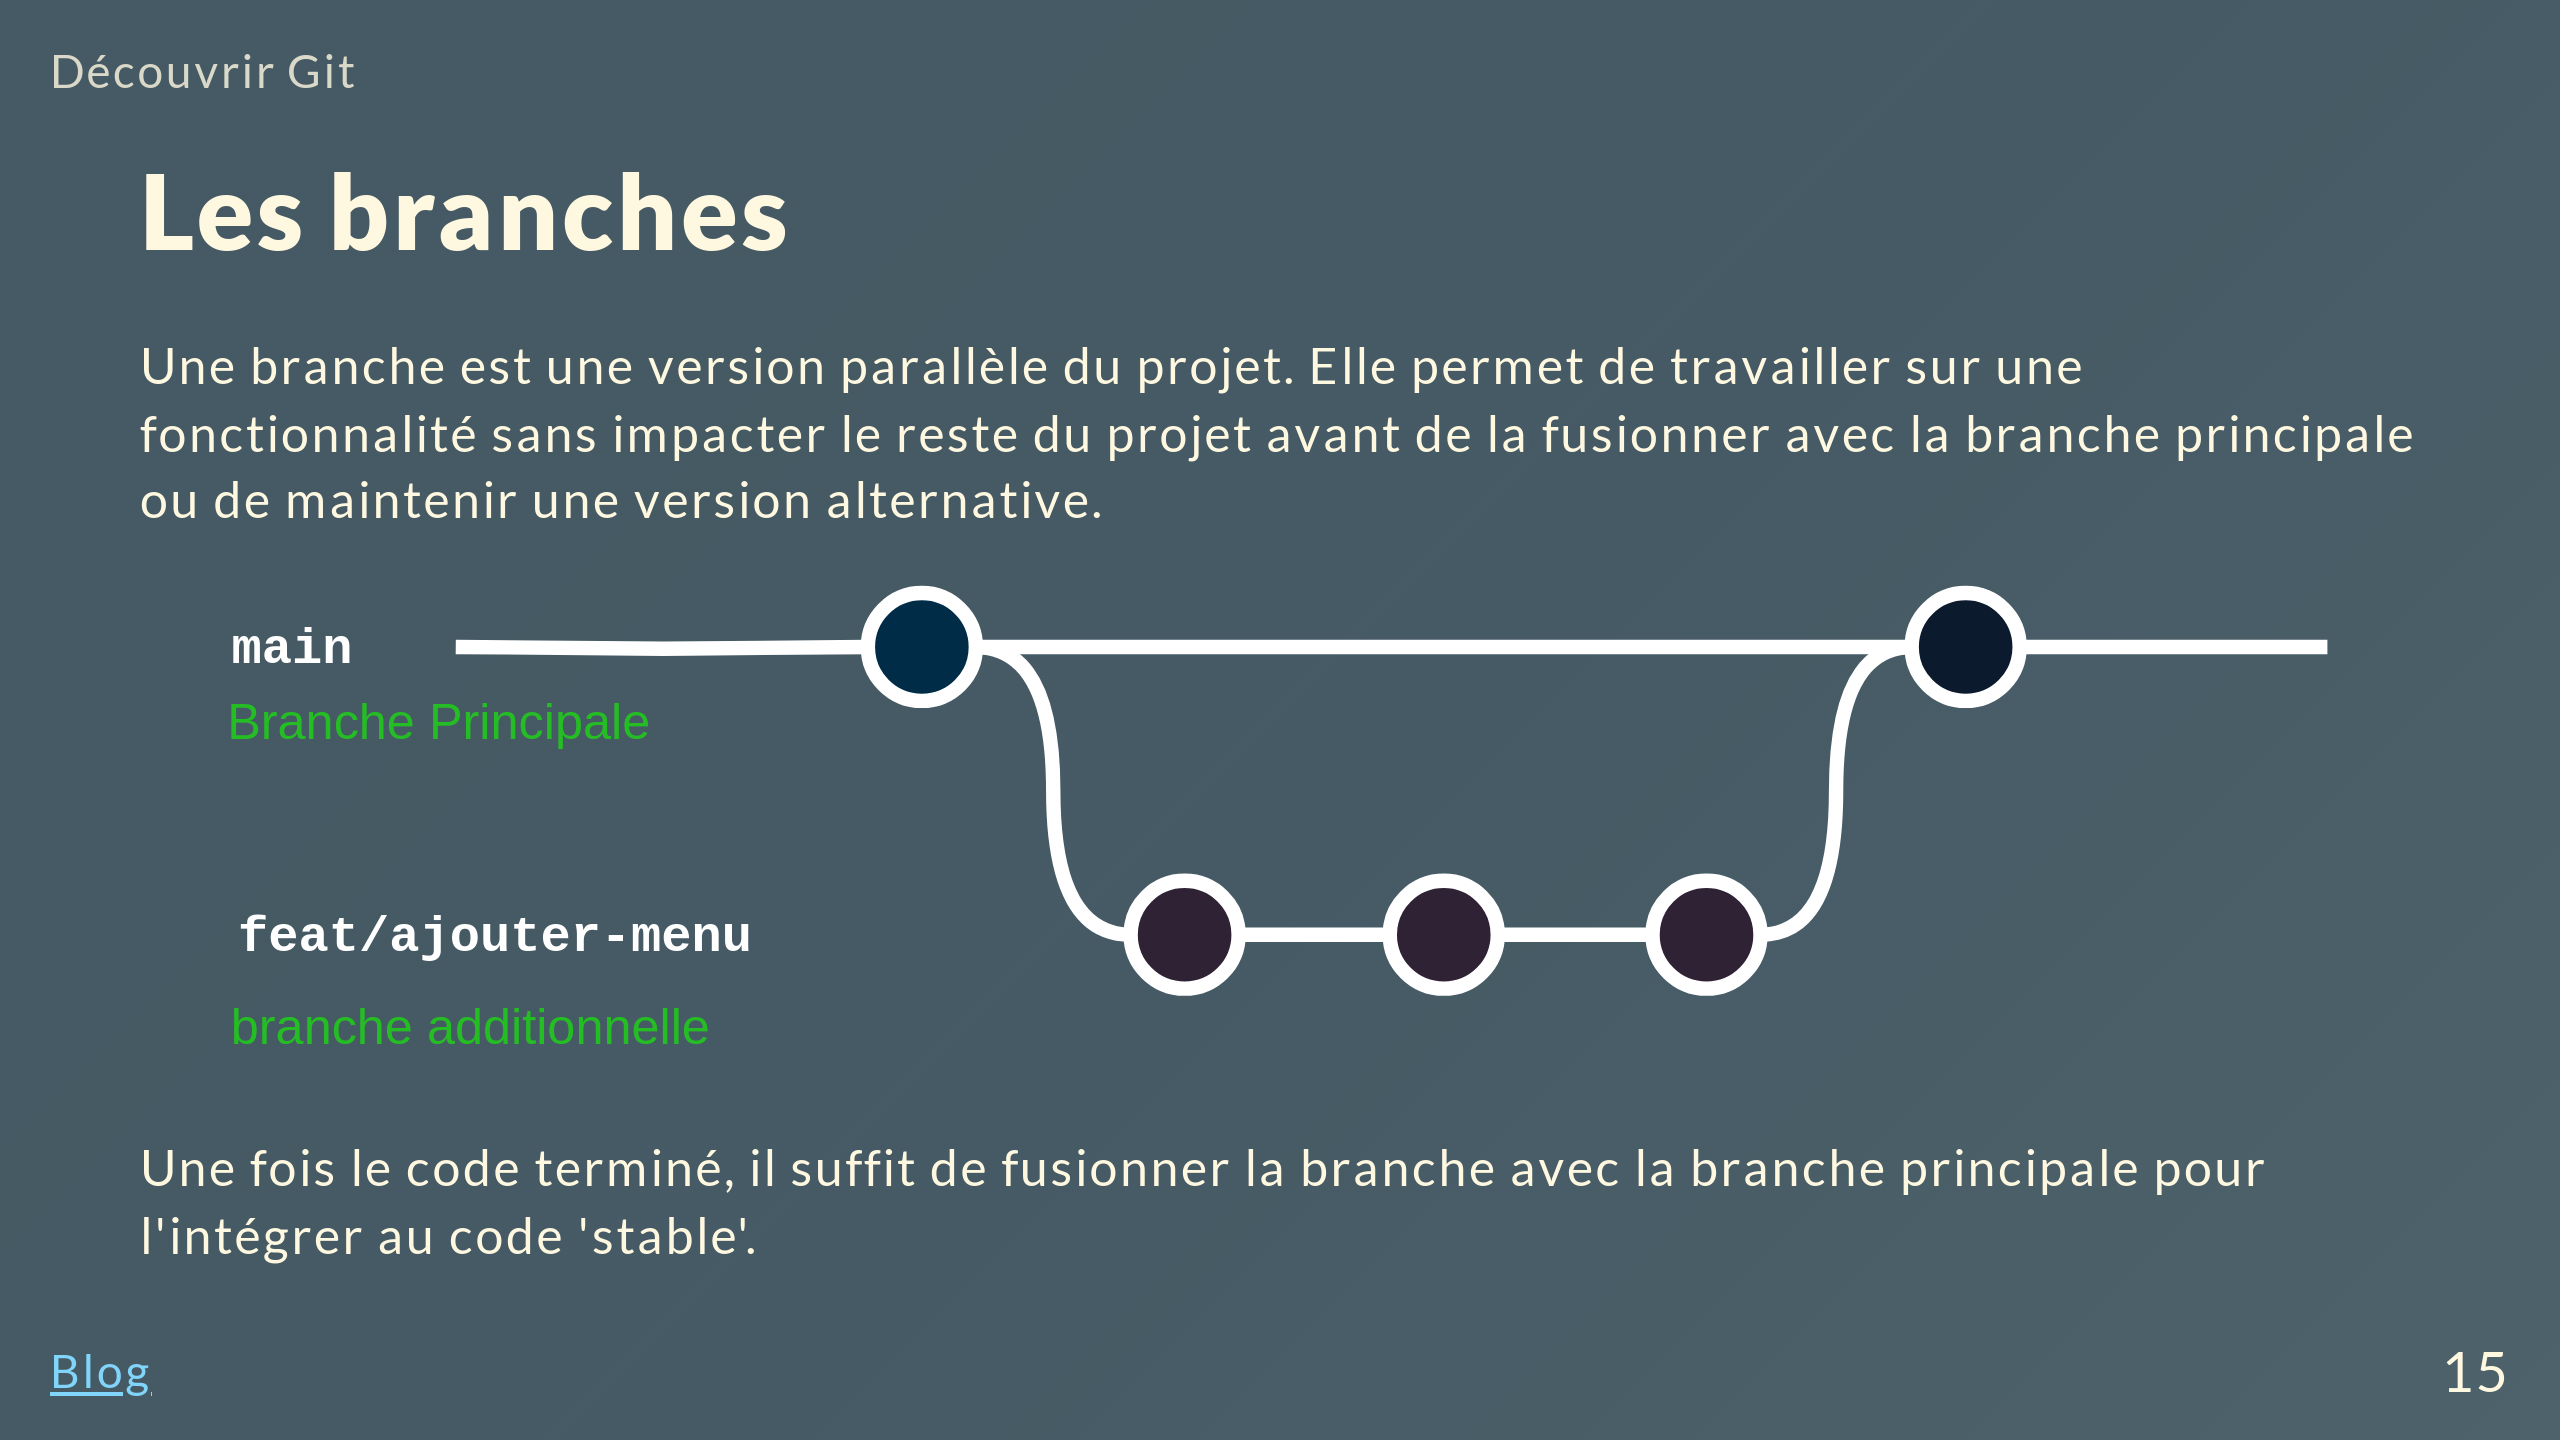 Découvrir Git
Les branches
Une branche est une version parallèle du projet. Elle permet de travailler sur une
fonctionnalité sans impacter le reste du projet avant de la fusionner avec la branche principale
ou de maintenir une version alternative.
main
Branche Principale
feat/ajouter-menu
branche additionnelle
Une fois le code terminé, il suffit de fusionner la branche avec la branche principale pour
l'intégrer au code 'stable'.
Blog
15